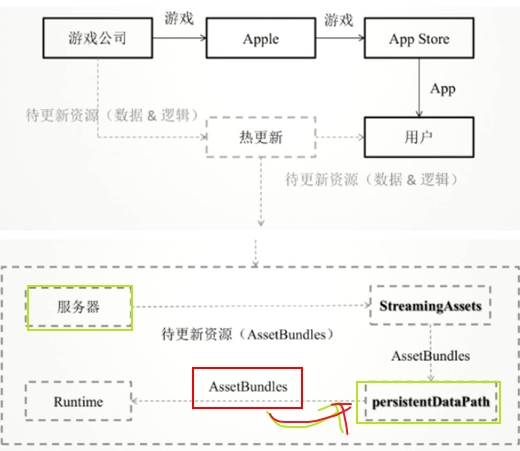 游戏
游戏
游戏公司
Apple
App Store
App
待更新资源（数据 & 逻辑）
热更新
用户
待更新资源（数据 & 逻辑）
服务器
StreamingAssets
待更新资源（AssetBundles）
AssetBundles
AssetBundles
Runtime
persistentDataPath